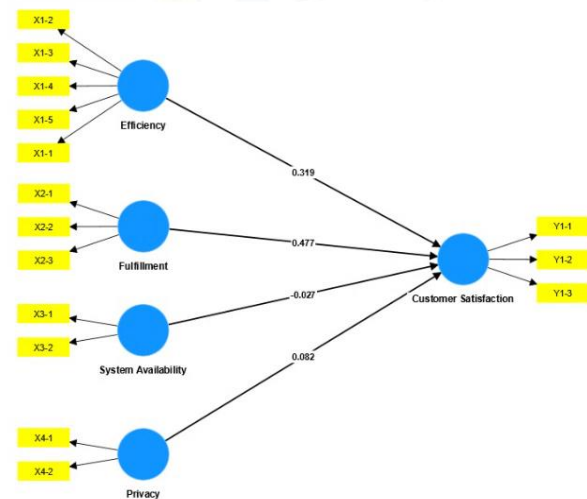 X1-2
X1-3
X1-4
X1-5
X1-1
Efficiency
0.319
X2-1
X2-2
X2-3
Fulfillment
0.477
Y1-1
Y1-2
Y1-3
Customer Satisfaction
X3-1
X3-2
System Availability
-0.027
0.082
X4-1
X4-2
Privacy